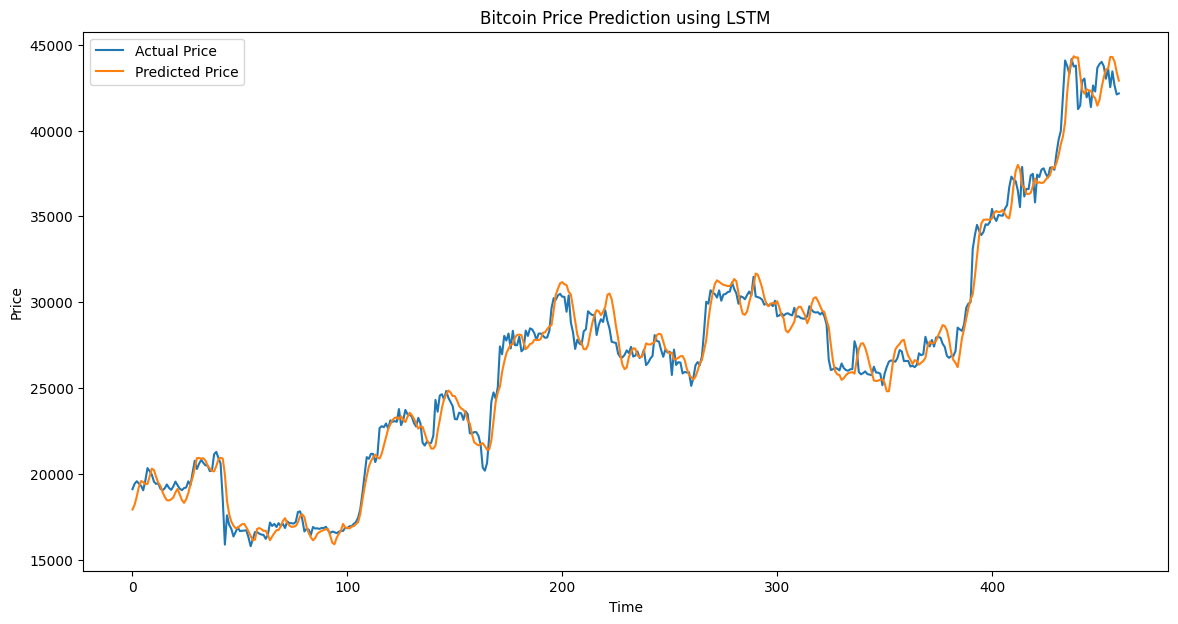 Bitcoin Price Prediction using LSTM
Actual Price
Predicted Price
45000
40000
35000
30000
25000
20000
15000
Price
0 100 200 300 400
Time